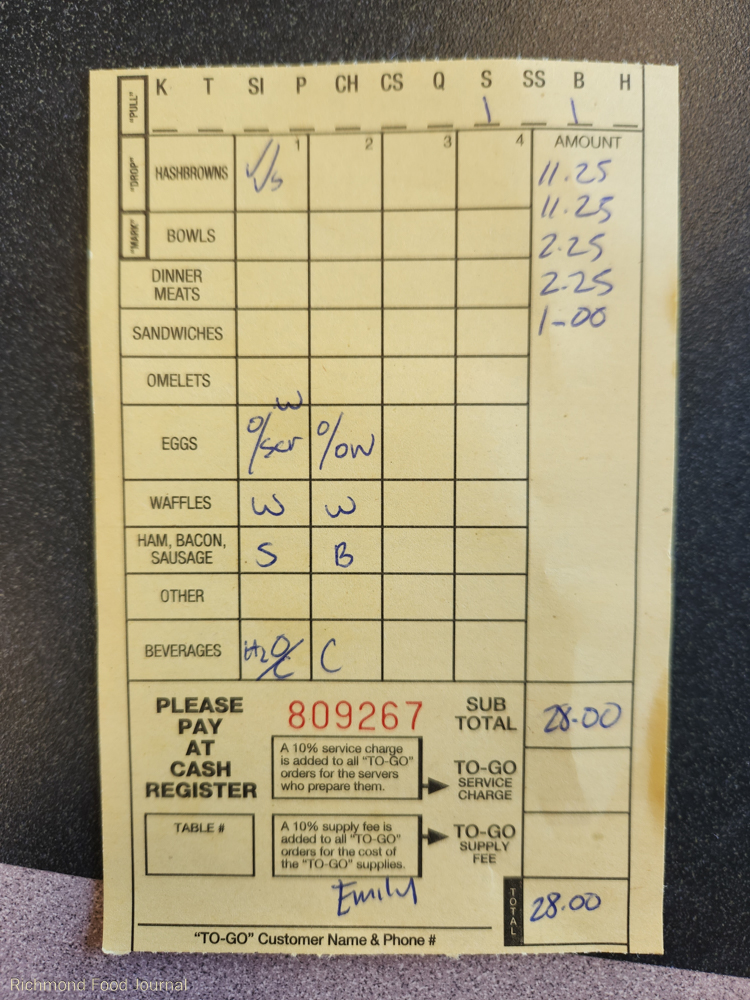 K T SI P CH CS Q S SS B H
"PULL"
1 2 3 4 AMOUNT
"DROP" HASHBROWNS 11.25
11.25
"MARK" BOWLS 2.25
DINNER
MEATS 2.25
SANDWICHES 1-00
OMELETS
W
EGGS O/scr O/OW
WAFFLES W W
HAM, BACON,
SAUSAGE S B
OTHER
BEVERAGES H2O/C C
PLEASE
PAY
AT
CASH
REGISTER
809267
SUB
TOTAL 28.00
A 10% service charge
is added to all "TO-GO"
orders for the servers
who prepare them.
TO-GO
SERVICE
CHARGE
TABLE #
A 10% supply fee is
added to all "TO-GO"
orders for the cost of
the "TO-GO" supplies.
TO-GO
SUPPLY
FEE
Emily
TOTAL 28.00
"TO-GO" Customer Name & Phone #
Richmond Food Journal